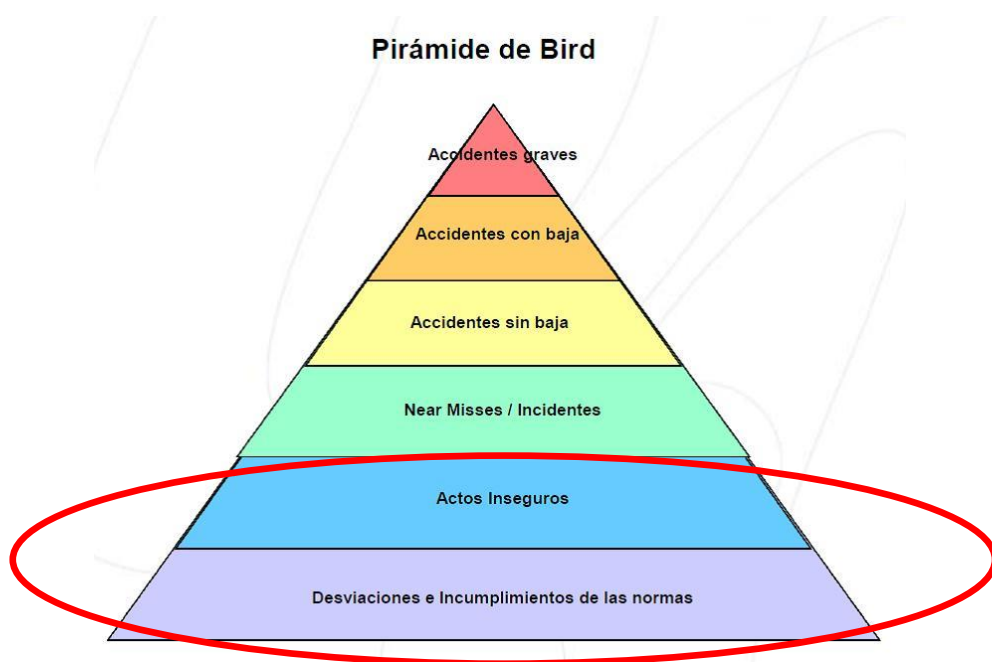 Pirámide de Bird
Accidentes graves
Accidentes con baja
Accidentes sin baja
Near Misses / Incidentes
Actos Inseguros
Desviaciones e Incumplimientos de las normas